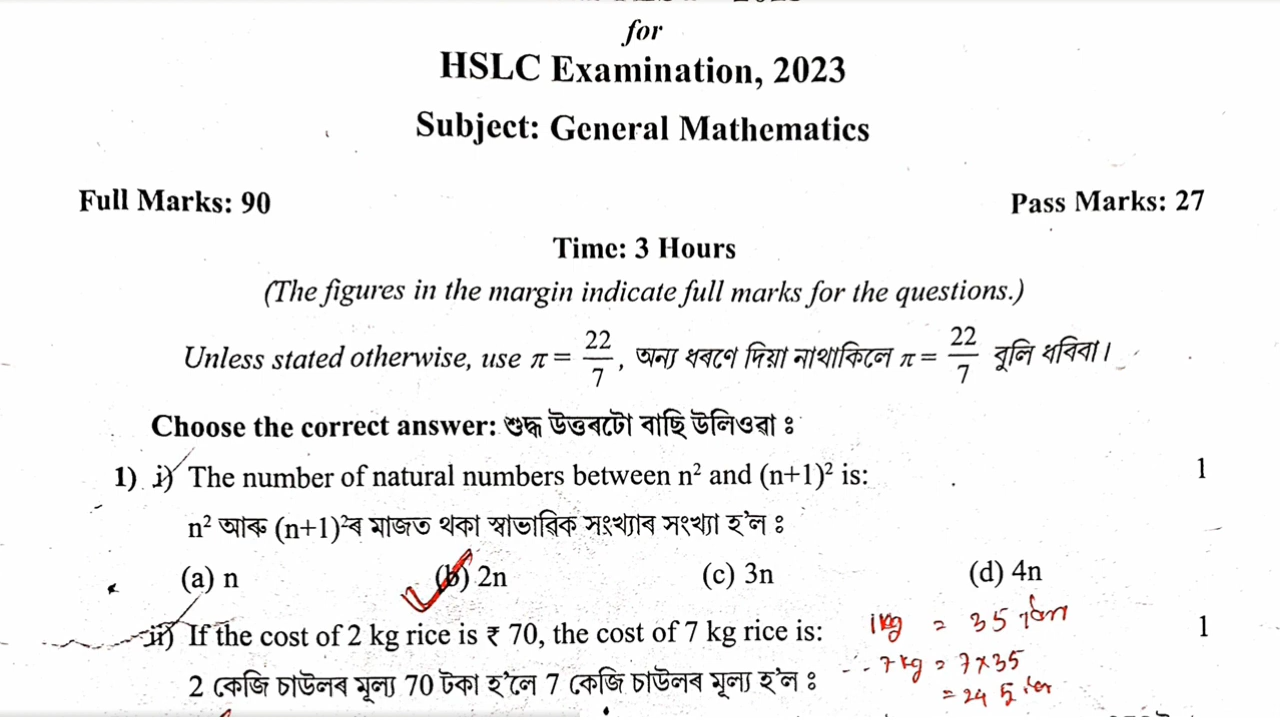 for
HSLC Examination, 2023
Subject: General Mathematics
Full Marks: 90 Pass Marks: 27
Time: 3 Hours
(The figures in the margin indicate full marks for the questions.)
Unless stated otherwise, use π = 22/7, অন্য ধৰণে দিয়া নাথাকিলে π = 22/7 বুলি ধৰিবা।
Choose the correct answer: শুদ্ধ উত্তৰটো বাছি উলিওৱা ঃ
1) i) The number of natural numbers between n² and (n+1)² is: 1
n² আৰু (n+1)²ৰ মাজত থকা স্বাভাৱিক সংখ্যাৰ সংখ্যা হ'ল ঃ
(a) n (b) 2n (c) 3n (d) 4n
ii) If the cost of 2 kg rice is ₹ 70, the cost of 7 kg rice is: 1
1kg = 35
2 কেজি চাউলৰ মূল্য 70 টকা হ'লে 7 কেজি চাউলৰ মূল্য হ'ল ঃ
7kg = 7×35
= 245